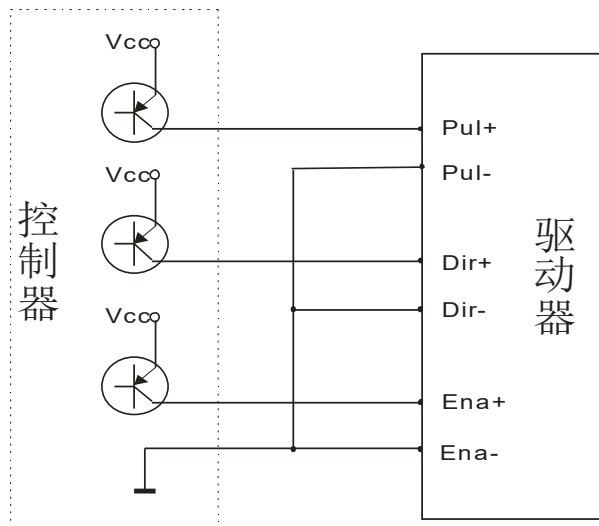 Vcc
Pul+
Pul-
Vcc
控制器
驱动器
Dir+
Dir-
Vcc
Ena+
Ena-